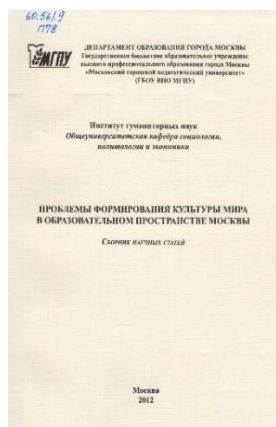 60.561.9
П78
МГПУ
ДЕПАРТАМЕНТ ОБРАЗОВАНИЯ ГОРОДА МОСКВЫ
Государственное бюджетное образовательное учреждение
высшего профессионального образования города Москвы
«Московский городской педагогический университет»
(ГБОУ ВПО МГПУ)
Институт гуманитарных наук
Общеуниверситетская кафедра социологии,
политологии и экономики
ПРОБЛЕМЫ ФОРМИРОВАНИЯ КУЛЬТУРЫ МИРА
В ОБРАЗОВАТЕЛЬНОМ ПРОСТРАНСТВЕ МОСКВЫ
Сборник научных статей
Москва
2012